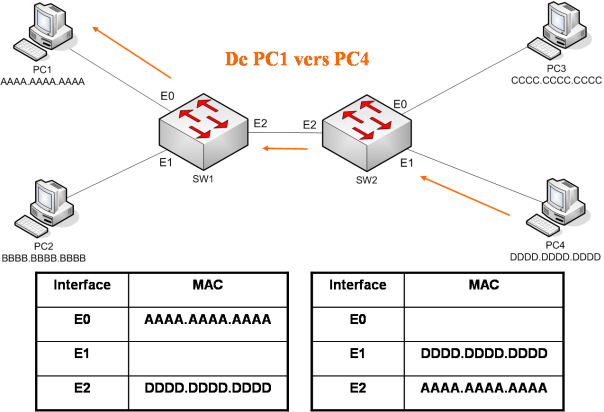 De PC1 vers PC4
PC1
AAAA.AAAA.AAAA
PC3
CCCC.CCCC.CCCC
E0
E2
E2
E0
E1
SW1
SW2
E1
PC2
BBBB.BBBB.BBBB
PC4
DDDD.DDDD.DDDD
Interface MAC
E0 AAAA.AAAA.AAAA
E1
E2 DDDD.DDDD.DDDD
Interface MAC
E0
E1 DDDD.DDDD.DDDD
E2 AAAA.AAAA.AAAA